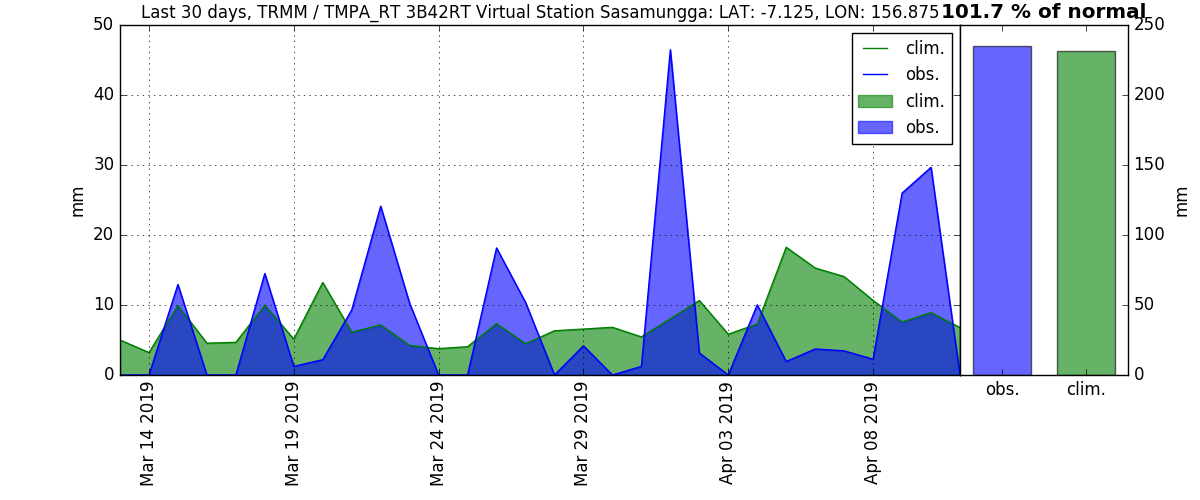 Last 30 days, TRMM / TMPA_RT 3B42RT Virtual Station Sasamungga: LAT: -7.125, LON: 156.875
101.7 % of normal
50
40
30
20
10
0
mm
clim.
obs.
clim.
obs.
250
200
150
100
50
0
mm
Mar 14 2019
Mar 19 2019
Mar 24 2019
Mar 29 2019
Apr 03 2019
Apr 08 2019
obs.
clim.